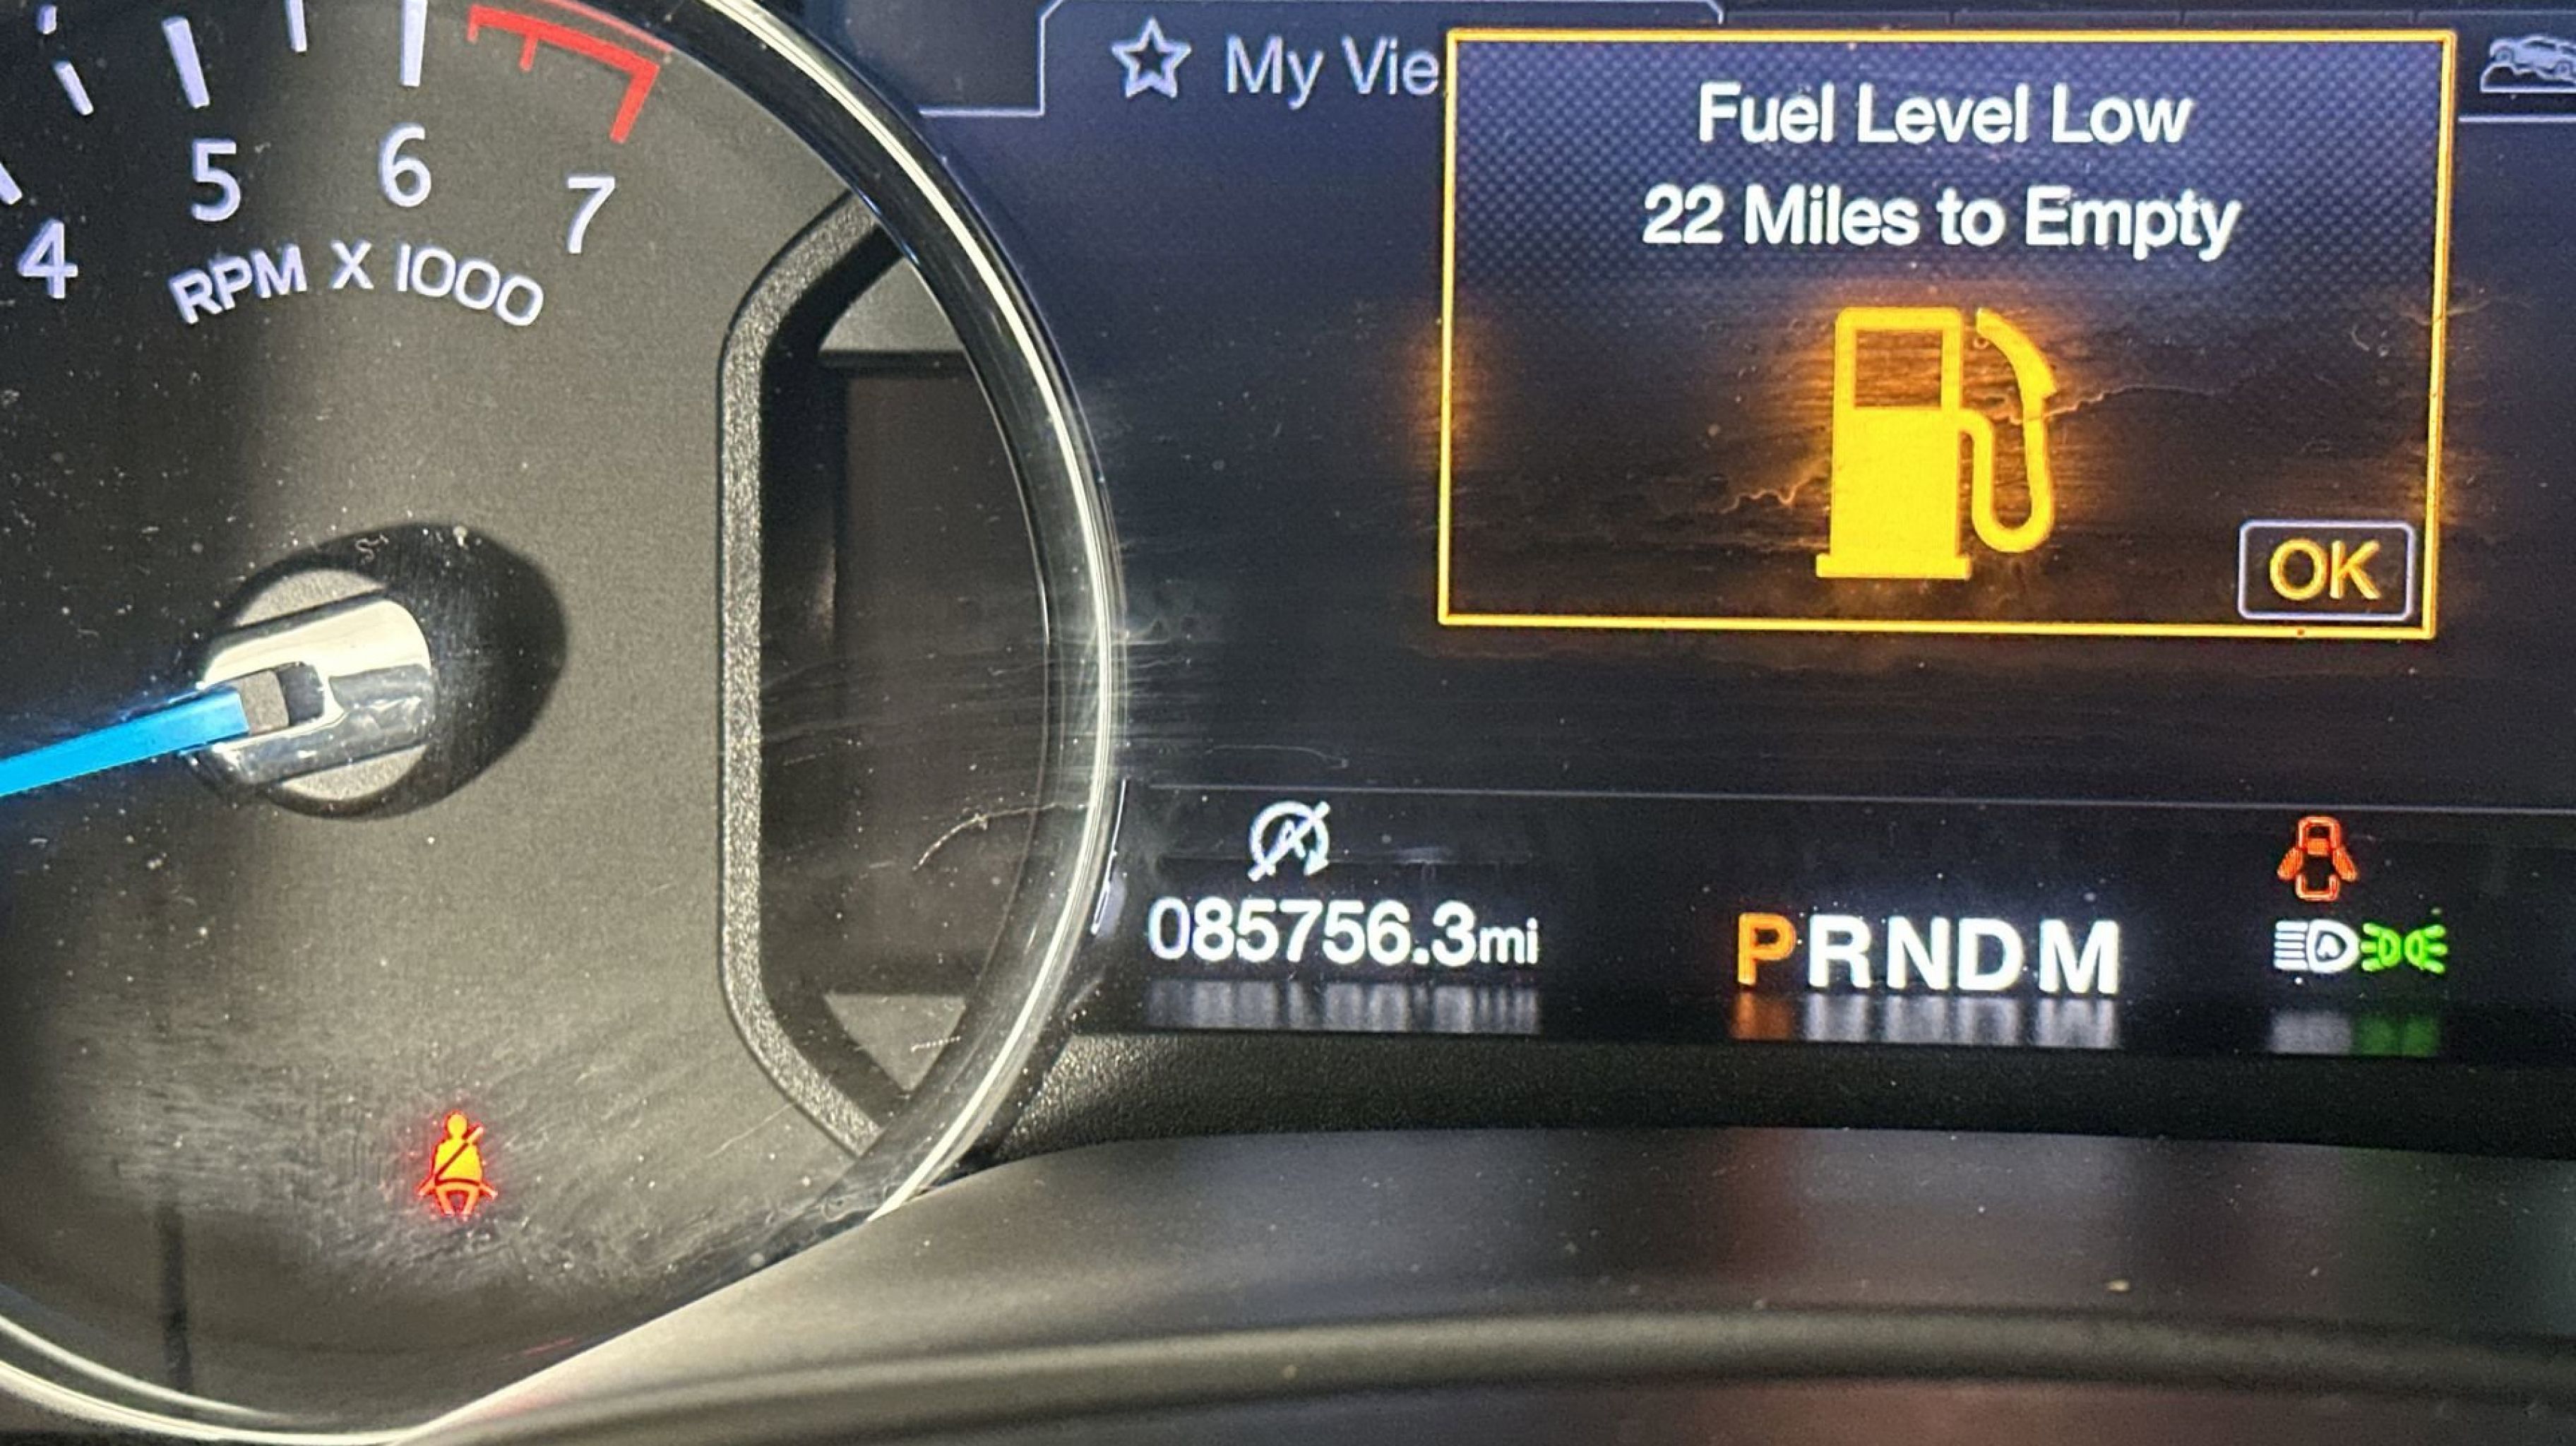 4
5
6
7
RPM X 1000
My Vie
Fuel Level Low
22 Miles to Empty
OK
085756.3mi
PRNDM
A